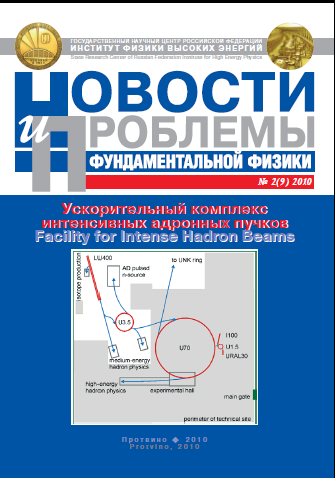 ГОСУДАРСТВЕННЫЙ НАУЧНЫЙ ЦЕНТР РОССИЙСКОЙ ФЕДЕРАЦИИ
ИНСТИТУТ ФИЗИКИ ВЫСОКИХ ЭНЕРГИЙ
State Research Center of Russian Federation Institute for High Energy Physics
НОВОСТИ
и ПРОБЛЕМЫ
ФУНДАМЕНТАЛЬНОЙ ФИЗИКИ
№ 2(9) 2010
Ускорительный комплекс
интенсивных адронных пучков
Facility for Intense Hadron Beams
isotope production
LU400
AD pulsed
n-source
to UNK ring
U3.5
medium-energy
hadron physics
U70
I100
U1.5
URAL30
high-energy
hadron physics
experimental hall
main gate
perimeter of technical site
Протвино ◆ 2010
Protvino, 2010